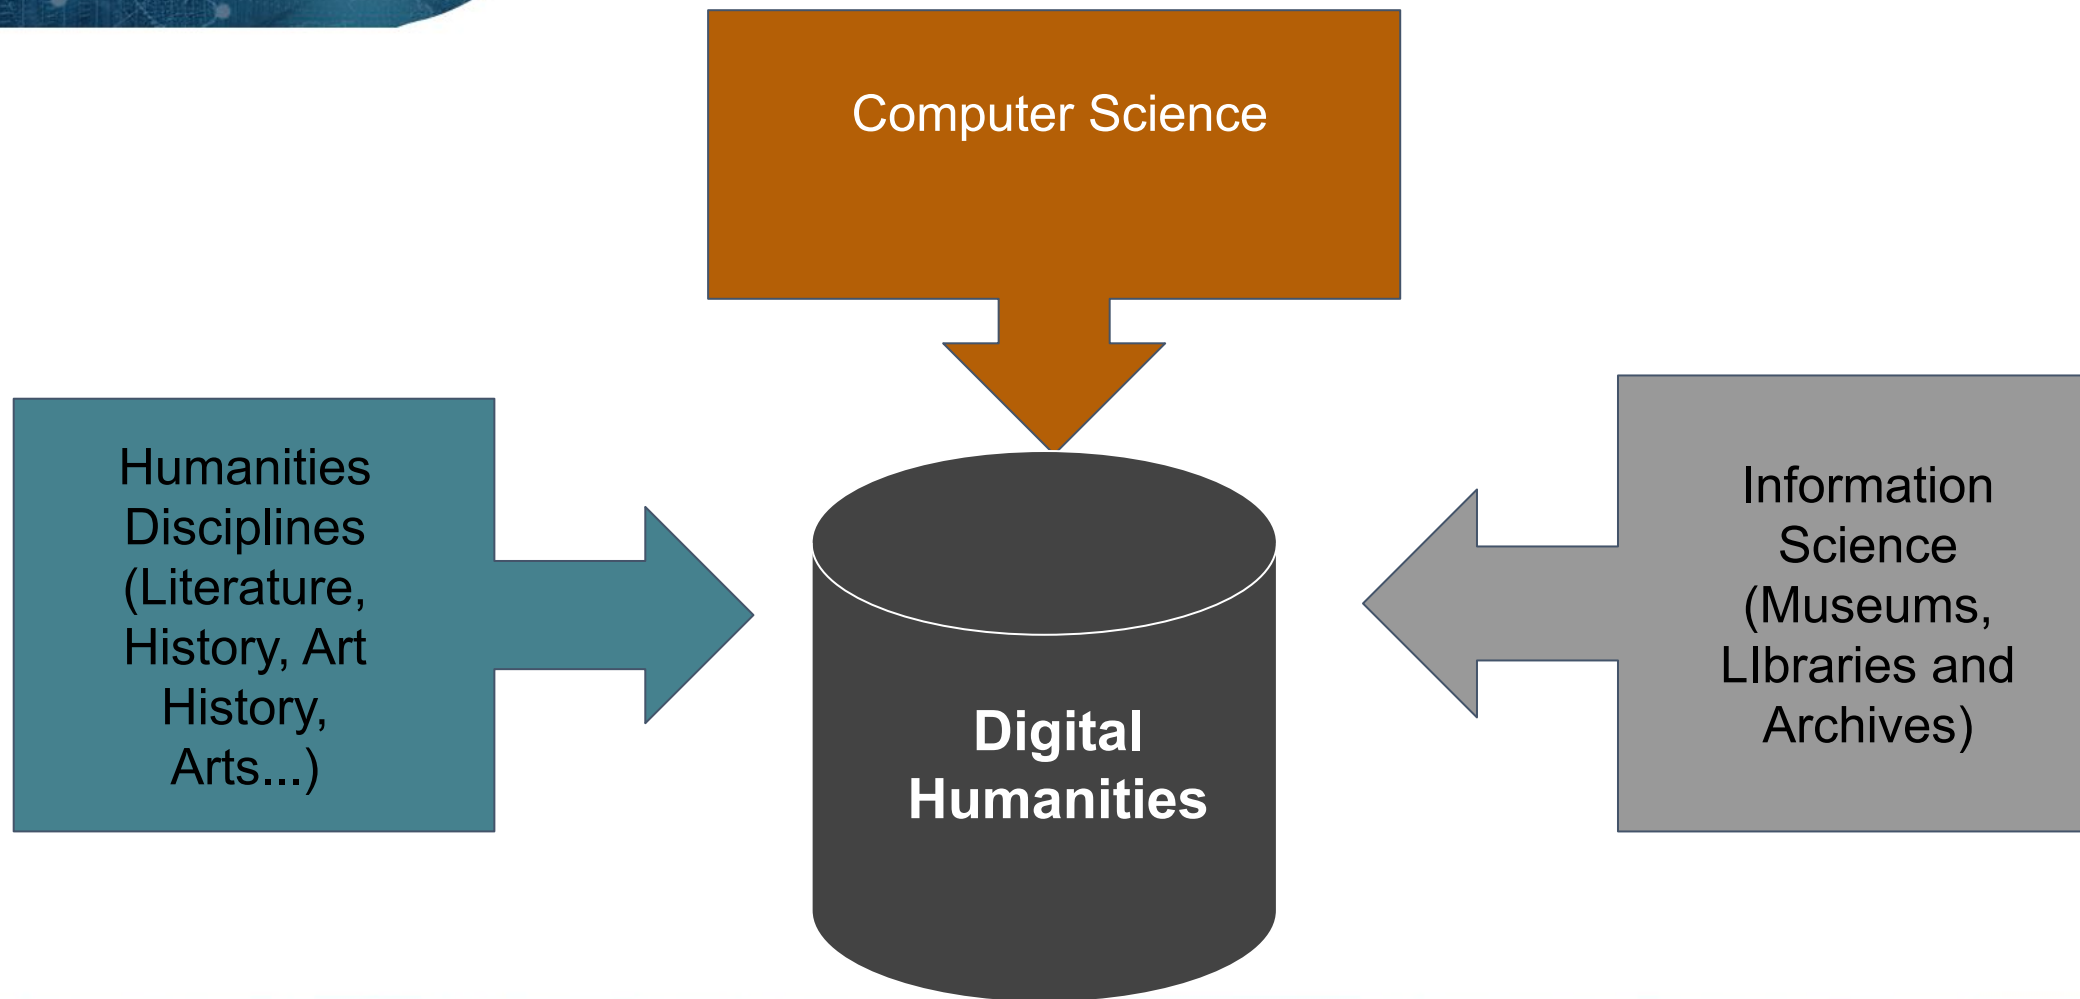 Computer Science
Humanities
Disciplines
(Literature,
History, Art
History,
Arts...)
Digital
Humanities
Information
Science
(Museums,
LIbraries and
Archives)